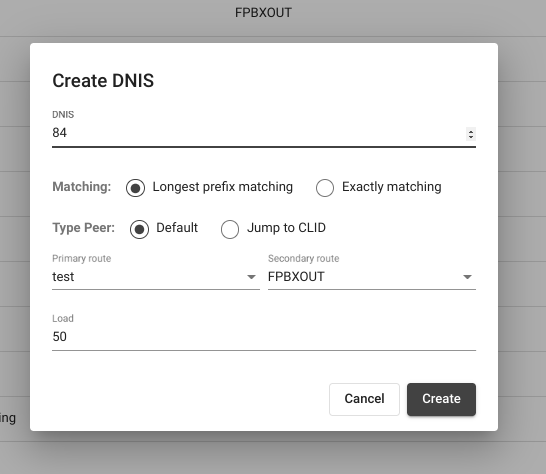 FPBXOUT
Create DNIS
DNIS
84
Matching: Longest prefix matching Exactly matching
Type Peer: Default Jump to CLID
Primary route Secondary route
test FPBXOUT
Load
50
Cancel Create
ing